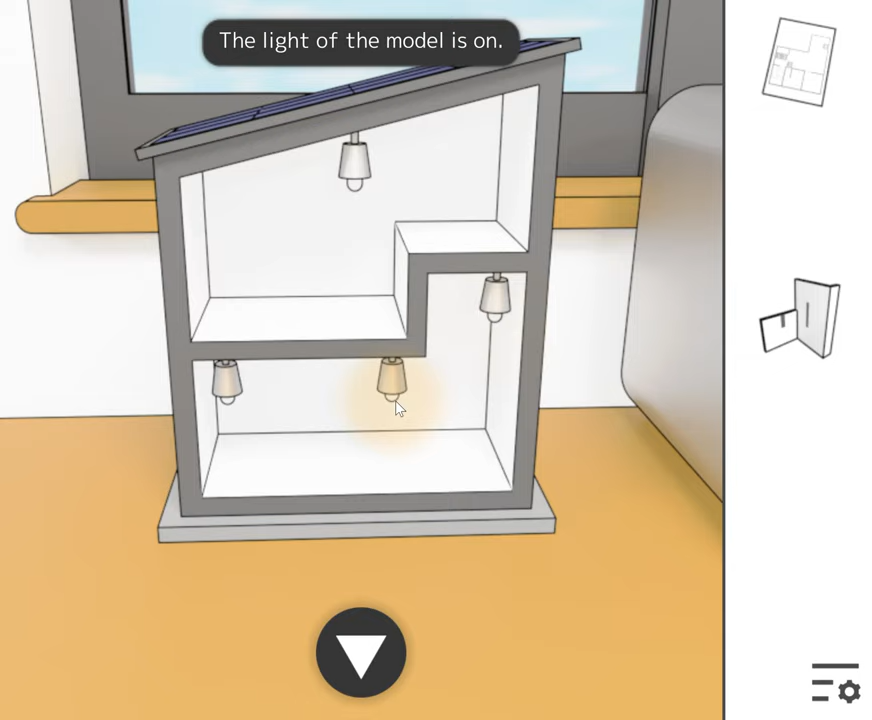 The light of the model is on.